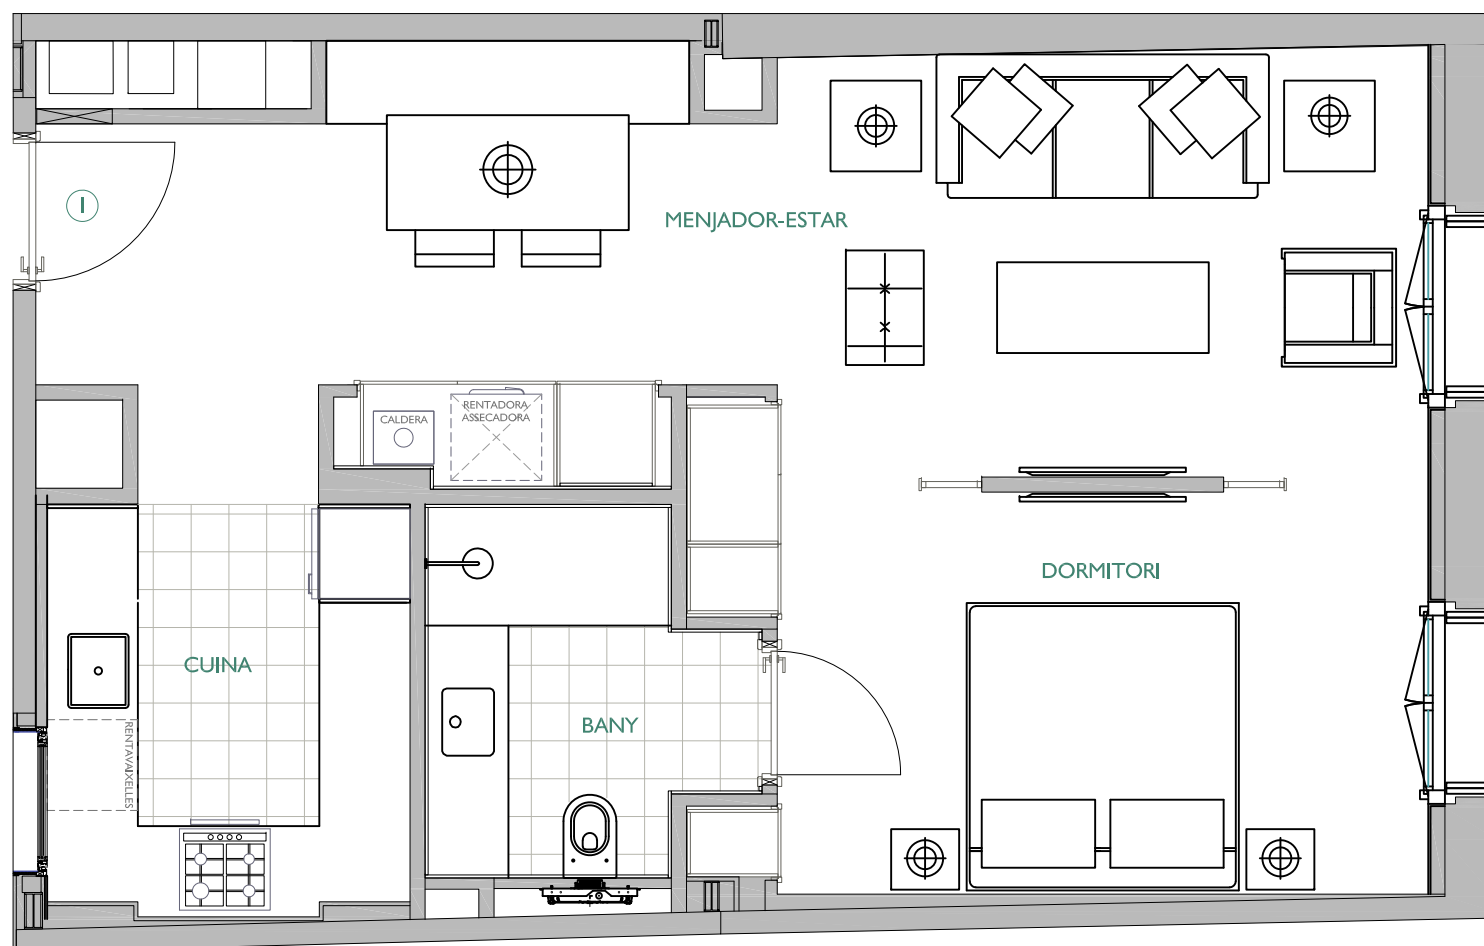 I
MENJADOR-ESTAR
CALDERA
RENTADORA
ASSECADORA
DORMITORI
CUINA
BANY
RENTAVAIXELLES